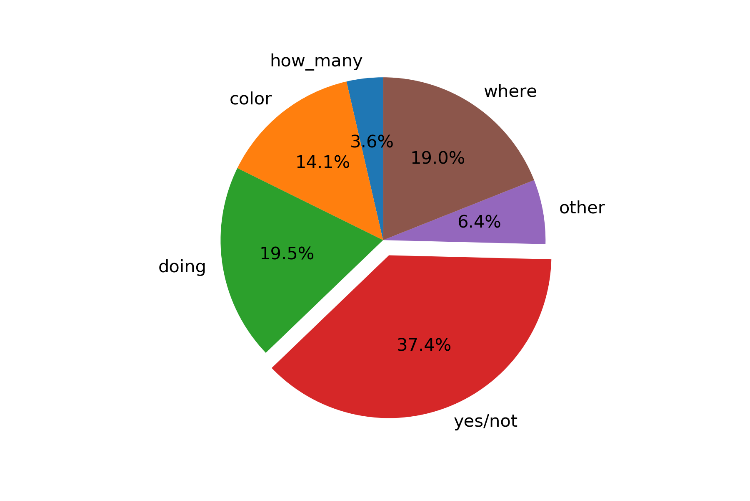 how_many
3.6%
color
14.1%
doing
19.5%
yes/not
37.4%
other
6.4%
where
19.0%